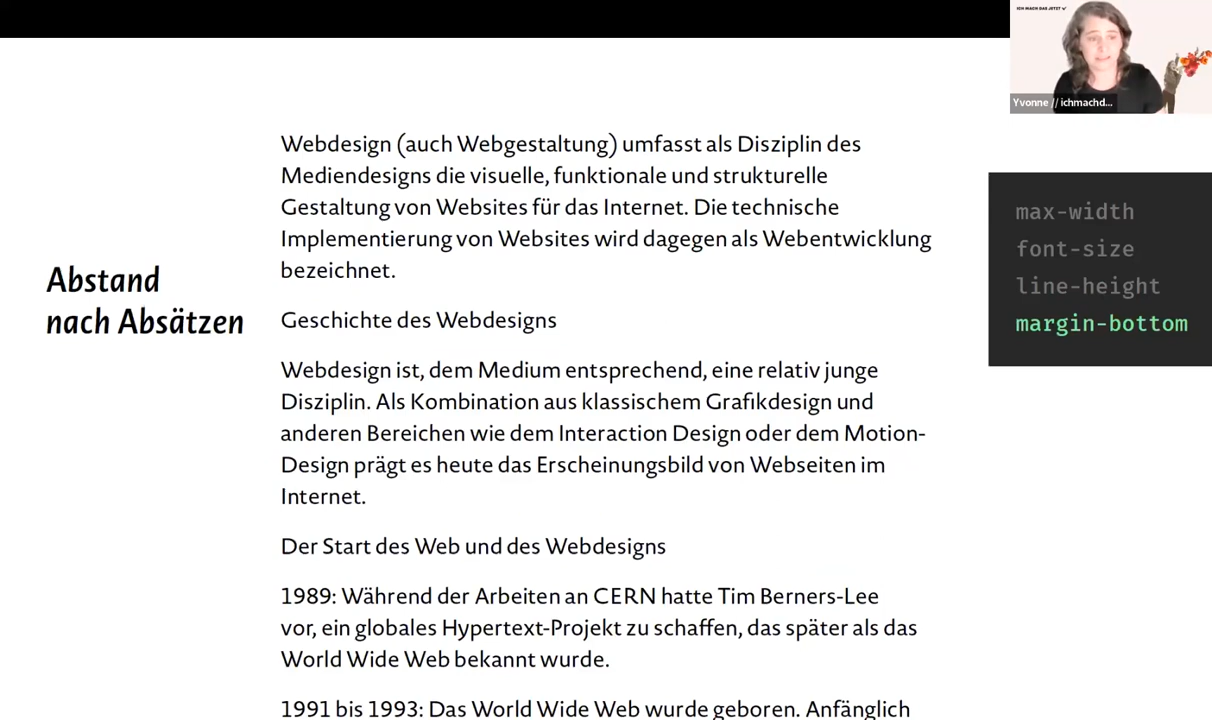 ICH MACH DAS JETZT
Yvonne // ichmachd...
Webdesign (auch Webgestaltung) umfasst als Disziplin des
Mediendesigns die visuelle, funktionale und strukturelle
Gestaltung von Websites für das Internet. Die technische
Implementierung von Websites wird dagegen als Webentwicklung
bezeichnet.
Abstand
nach Absätzen
Geschichte des Webdesigns
Webdesign ist, dem Medium entsprechend, eine relativ junge
Disziplin. Als Kombination aus klassischem Grafikdesign und
anderen Bereichen wie dem Interaction Design oder dem Motion-
Design prägt es heute das Erscheinungsbild von Webseiten im
Internet.
Der Start des Web und des Webdesigns
1989: Während der Arbeiten an CERN hatte Tim Berners-Lee
vor, ein globales Hypertext-Projekt zu schaffen, das später als das
World Wide Web bekannt wurde.
1991 bis 1993: Das World Wide Web wurde geboren. Anfänglich
max-width
font-size
line-height
margin-bottom